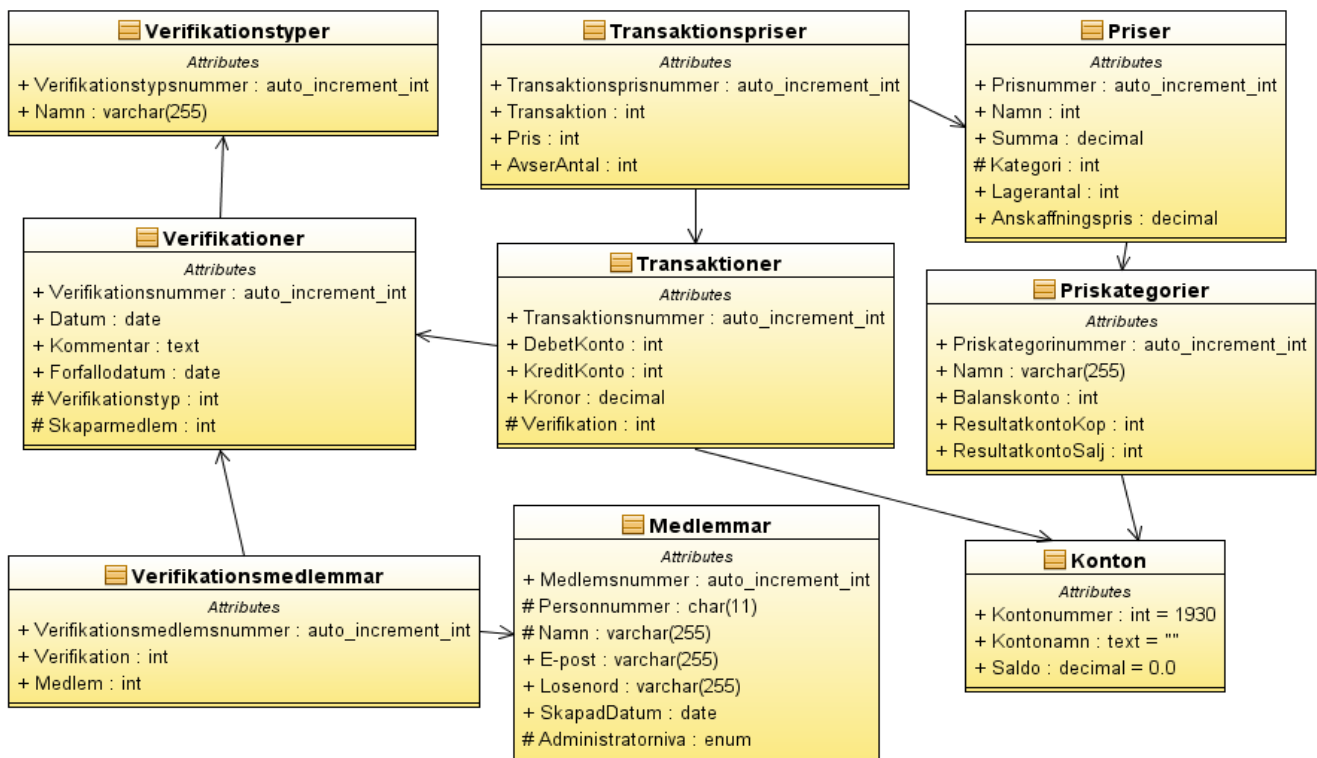 Verifikationstyper
Attributes
+ Verifikationstypsnummer : auto_increment_int
+ Namn : varchar(255)
Transaktionspriser
Attributes
+ Transaktionsprisnummer : auto_increment_int
+ Transaktion : int
+ Pris : int
+ AvserAntal : int
Priser
Attributes
+ Prisnummer : auto_increment_int
+ Namn : int
+ Summa : decimal
# Kategori : int
+ Lagerantal : int
+ Anskaffningspris : decimal
Verifikationer
Attributes
+ Verifikationsnummer : auto_increment_int
+ Datum : date
+ Kommentar : text
+ Forfallodatum : date
# Verifikationstyp : int
# Skaparmedlem : int
Transaktioner
Attributes
+ Transaktionsnummer : auto_increment_int
+ DebetKonto : int
+ KreditKonto : int
+ Kronor : decimal
# Verifikation : int
Priskategorier
Attributes
+ Priskategorinummer : auto_increment_int
+ Namn : varchar(255)
+ Balanskonto : int
+ ResultatkontoKop : int
+ ResultatkontoSalj : int
Verifikationsmedlemmar
Attributes
+ Verifikationsmedlemsnummer : auto_increment_int
+ Verifikation : int
+ Medlem : int
Medlemmar
Attributes
+ Medlemsnummer : auto_increment_int
# Personnummer : char(11)
# Namn : varchar(255)
+ E-post : varchar(255)
+ Losenord : varchar(255)
+ SkapadDatum : date
# Administratorniva : enum
Konton
Attributes
+ Kontonummer : int = 1930
+ Kontonamn : text = ""
+ Saldo : decimal = 0.0